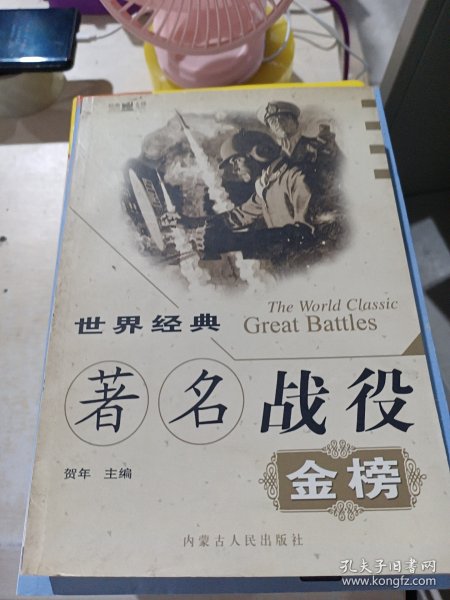 The World Classic
世界经典 Great Battles
著名战役
金榜
贺年 主编
内蒙古人民出版社
孔夫子旧书网
www.kongfz.com